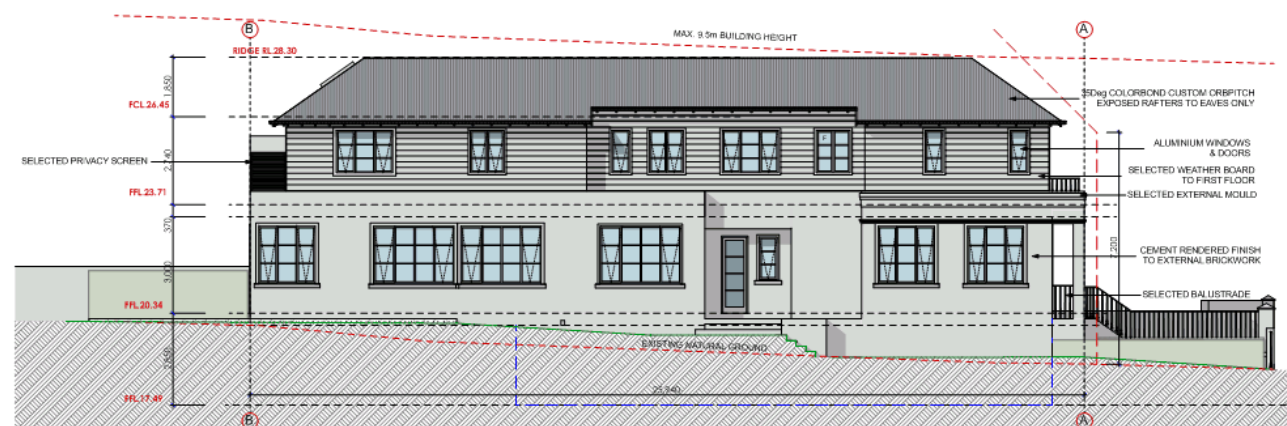 B
A
MAX. 9.5m BUILDING HEIGHT
RIDGE RL.28.30
1,850
35Deg COLORBOND CUSTOM ORBPITCH
EXPOSED RAFTERS TO EAVES ONLY
FCL.26.45
F
ALUMINIUM WINDOWS
& DOORS
SELECTED PRIVACY SCREEN
2,740
SELECTED WEATHER BOARD
TO FIRST FLOOR
FFL.23.71
SELECTED EXTERNAL MOULD
370
7,200
CEMENT RENDERED FINISH
TO EXTERNAL BRICKWORK
3,000
SELECTED BALUSTRADE
FFL.20.34
EXISTING NATURAL GROUND
2,850
25,940
FFL.17.49
B
A